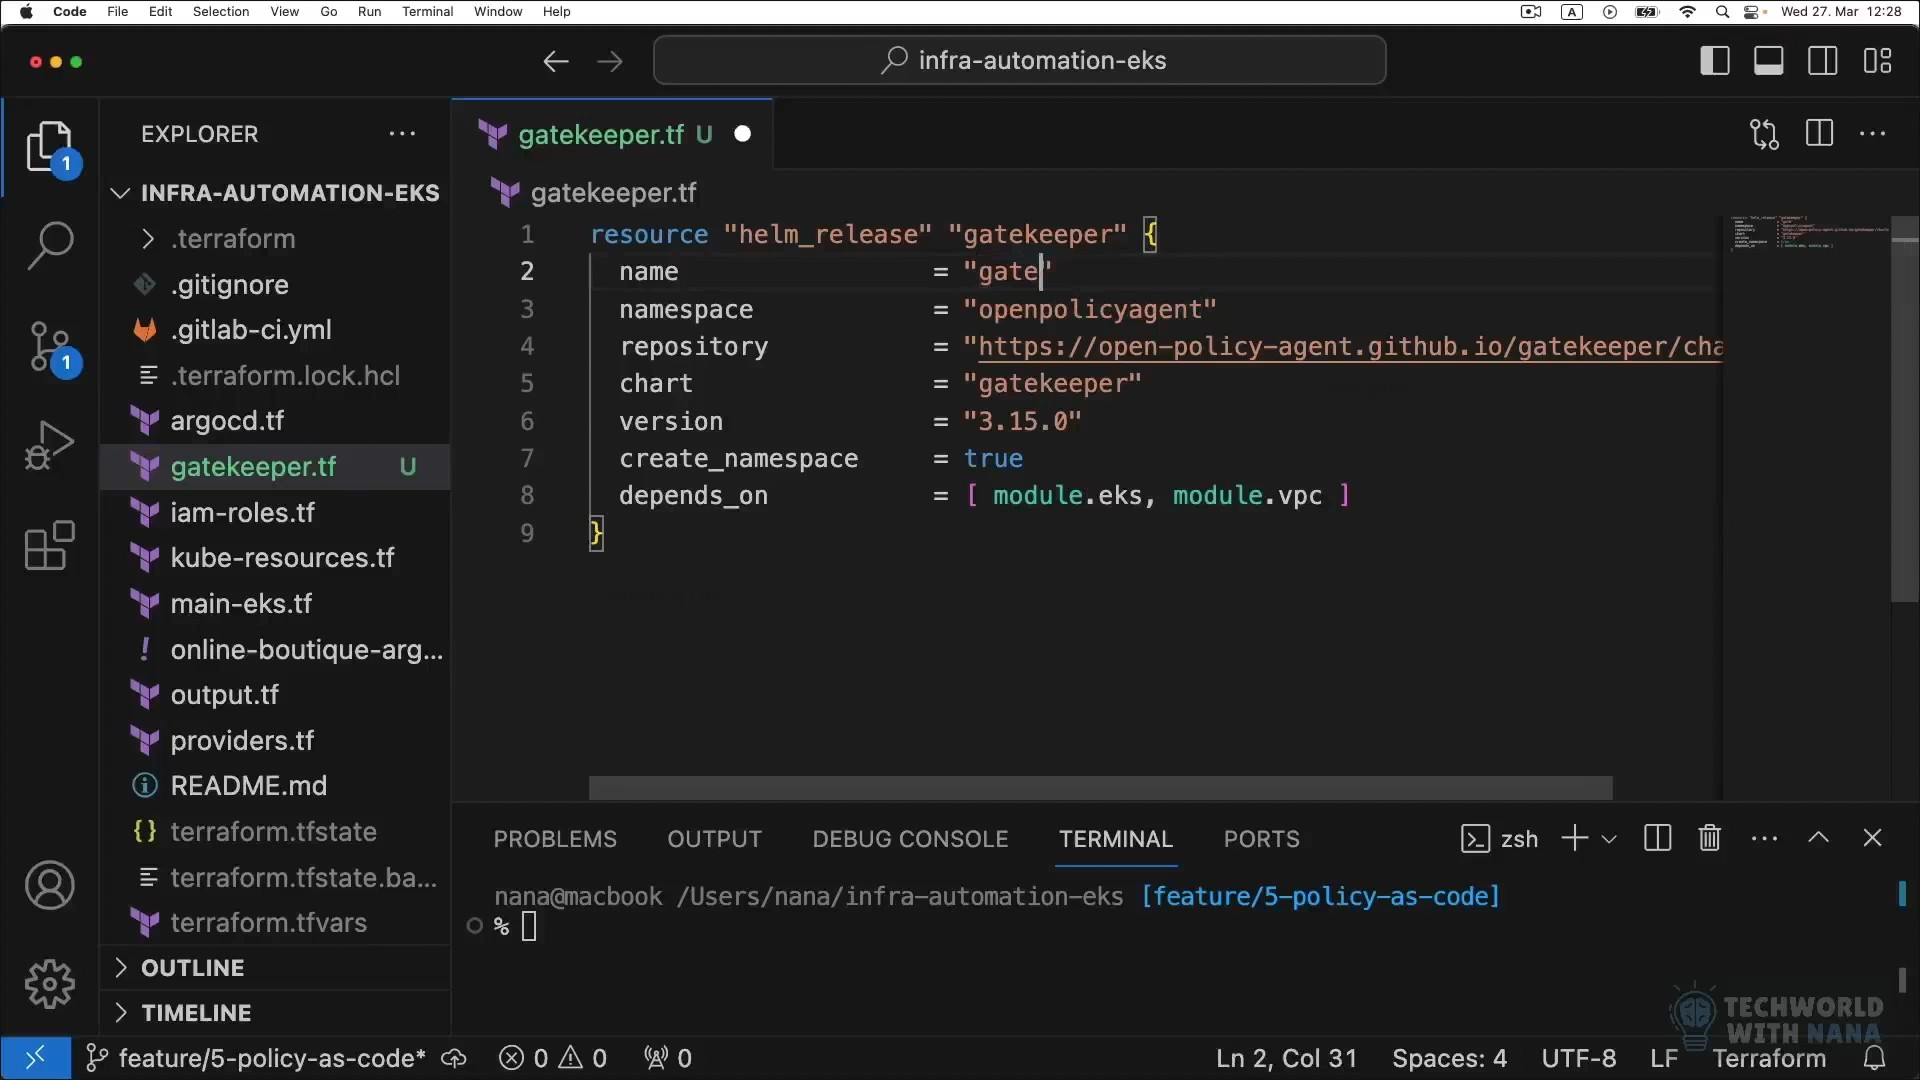 Code File Edit Selection View Go Run Terminal Window Help A Wed 27. Mar 12:28
infra-automation-eks
EXPLORER
gatekeeper.tf U
INFRA-AUTOMATION-EKS
gatekeeper.tf
.terraform
.gitignore
.gitlab-ci.yml
.terraform.lock.hcl
argocd.tf
gatekeeper.tf U
iam-roles.tf
kube-resources.tf
main-eks.tf
online-boutique-arg...
output.tf
providers.tf
README.md
terraform.tfstate
terraform.tfstate.ba...
terraform.tfvars
OUTLINE
TIMELINE
1
1
1 resource "helm_release" "gatekeeper" {
2 name = "gate"
3 namespace = "openpolicyagent"
4 repository = "https://open-policy-agent.github.io/gatekeeper/cha
5 chart = "gatekeeper"
6 version = "3.15.0"
7 create_namespace = true
8 depends_on = [ module.eks, module.vpc ]
9 }
PROBLEMS OUTPUT DEBUG CONSOLE TERMINAL PORTS zsh
nana@macbook /Users/nana/infra-automation-eks [feature/5-policy-as-code]
%
TECHWORLD
WITH NANA
feature/5-policy-as-code* 0 0 0 Ln 2, Col 31 Spaces: 4 UTF-8 LF Terraform